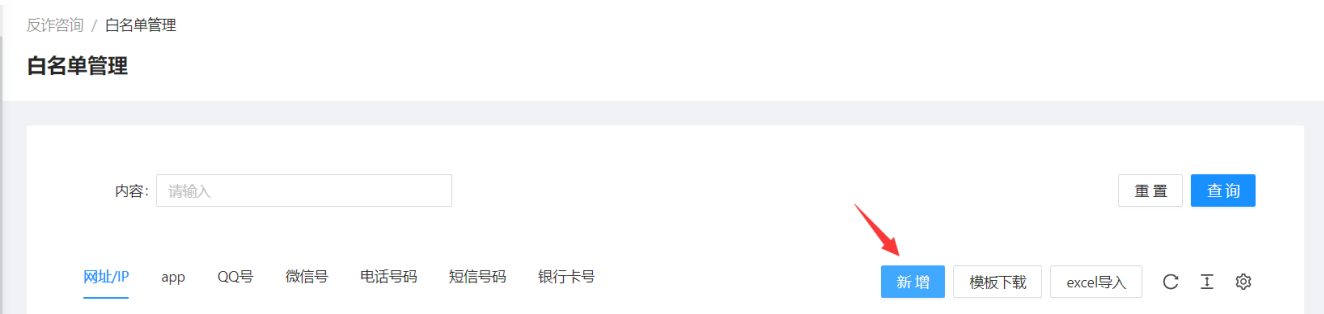 反诈咨询 / 白名单管理
白名单管理
内容: 请输入 重置 查询
网址/IP app QQ号 微信号 电话号码 短信号码 银行卡号 新增 模板下载 excel导入